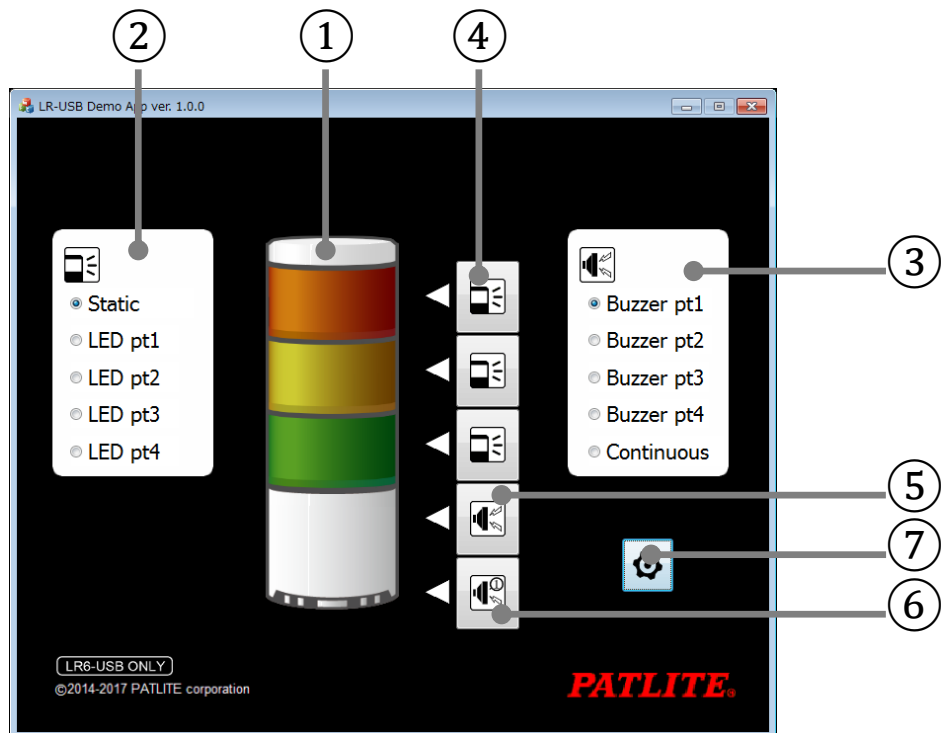 ② ① ④
LR-USB Demo App ver. 1.0.0
③
Static
LED pt1
LED pt2
LED pt3
LED pt4
Buzzer pt1
Buzzer pt2
Buzzer pt3
Buzzer pt4
Continuous
⑤
⑦
⑥
LR6-USB ONLY
©2014-2017 PATLITE corporation
PATLITE®